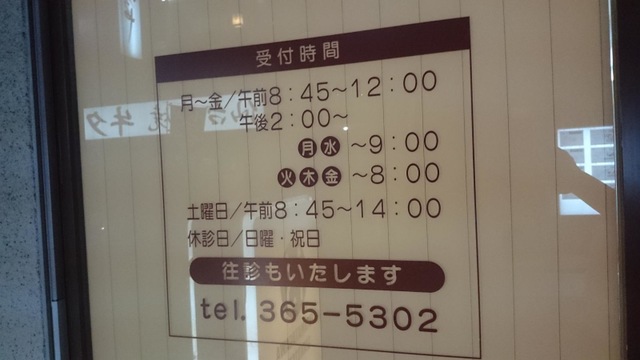 受付時間
月～金/午前8：45～12：00
午後2：00～
月水 ～9：00
火木金 ～8：00
土曜日/午前8：45～14：00
休診日/日曜・祝日
往診もいたします
tel. 365-5302